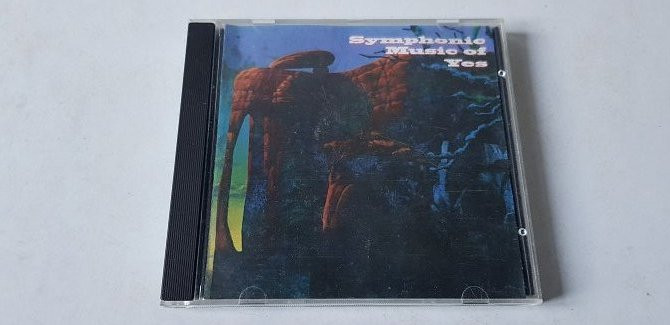 Symphonic
Music of
Yes